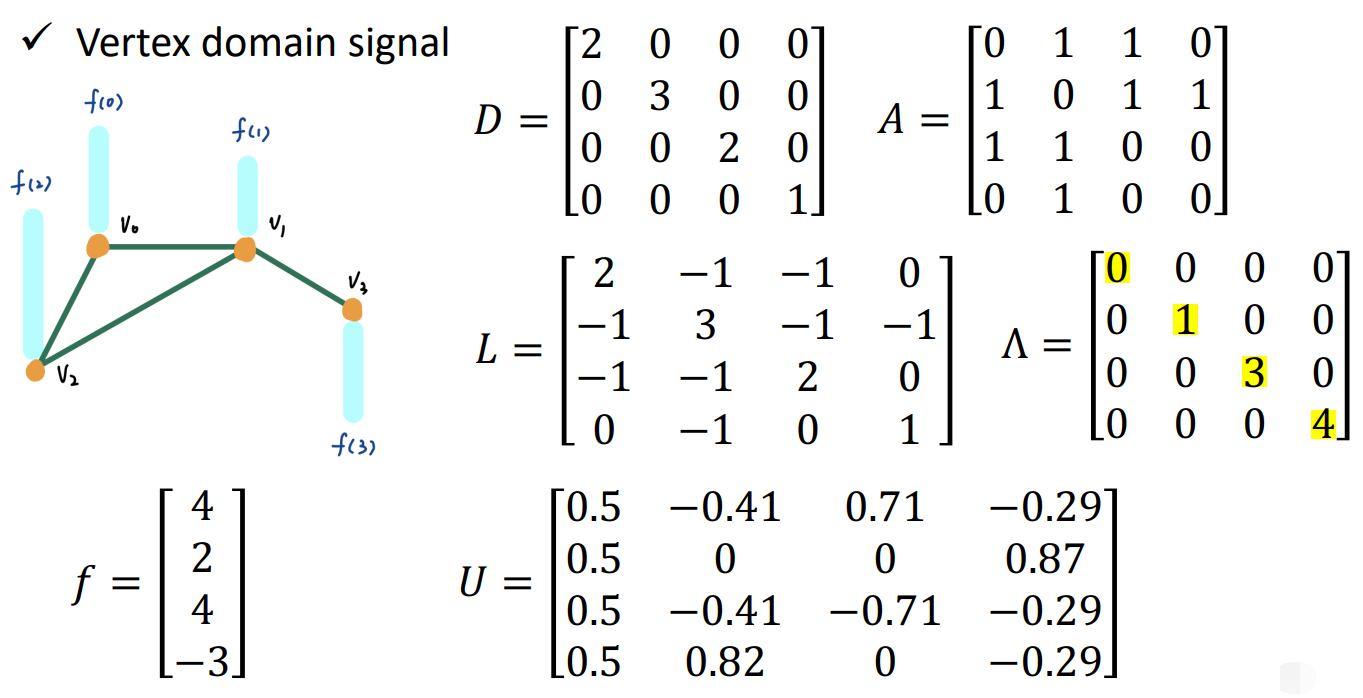 ✓ Vertex domain signal
f(0)
f(1)
f(2)
V₀
V₁
V₃
V₂
f(3)
D = [2 0 0 0
0 3 0 0
0 0 2 0
0 0 0 1]
A = [0 1 1 0
1 0 1 1
1 1 0 0
0 1 0 0]
L = [2 −1 −1 0
−1 3 −1 −1
−1 −1 2 0
0 −1 0 1]
Λ = [0 0 0 0
0 1 0 0
0 0 3 0
0 0 0 4]
f = [4
2
4
−3]
U = [0.5 −0.41 0.71 −0.29
0.5 0 0 0.87
0.5 −0.41 −0.71 −0.29
0.5 0.82 0 −0.29]